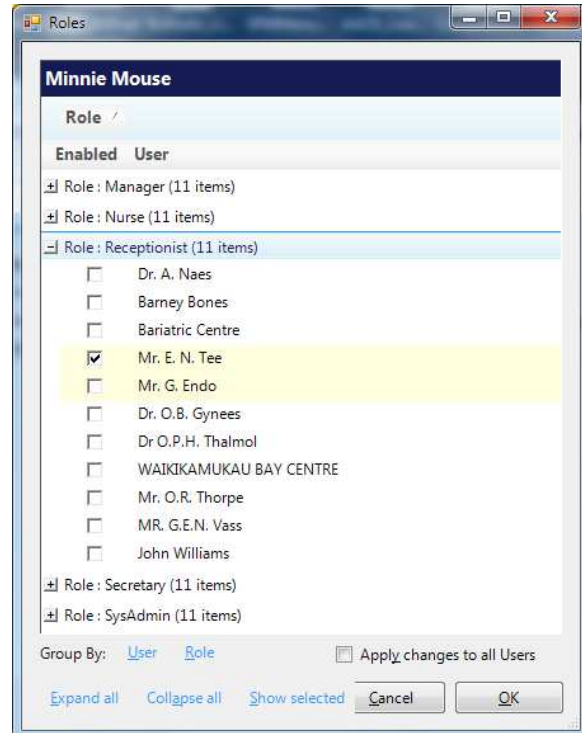 Roles
Minnie Mouse
Role
Enabled User
Role : Manager (11 items)
Role : Nurse (11 items)
Role : Receptionist (11 items)
Dr. A. Naes
Barney Bones
Bariatric Centre
Mr. E. N. Tee
Mr. G. Endo
Dr. O.B. Gynees
Dr O.P.H. Thalmol
WAIKIKAMUKAU BAY CENTRE
Mr. O.R. Thorpe
MR. G.E.N. Vass
John Williams
Role : Secretary (11 items)
Role : SysAdmin (11 items)
Group By: User Role Apply changes to all Users
Expand all Collapse all Show selected Cancel OK